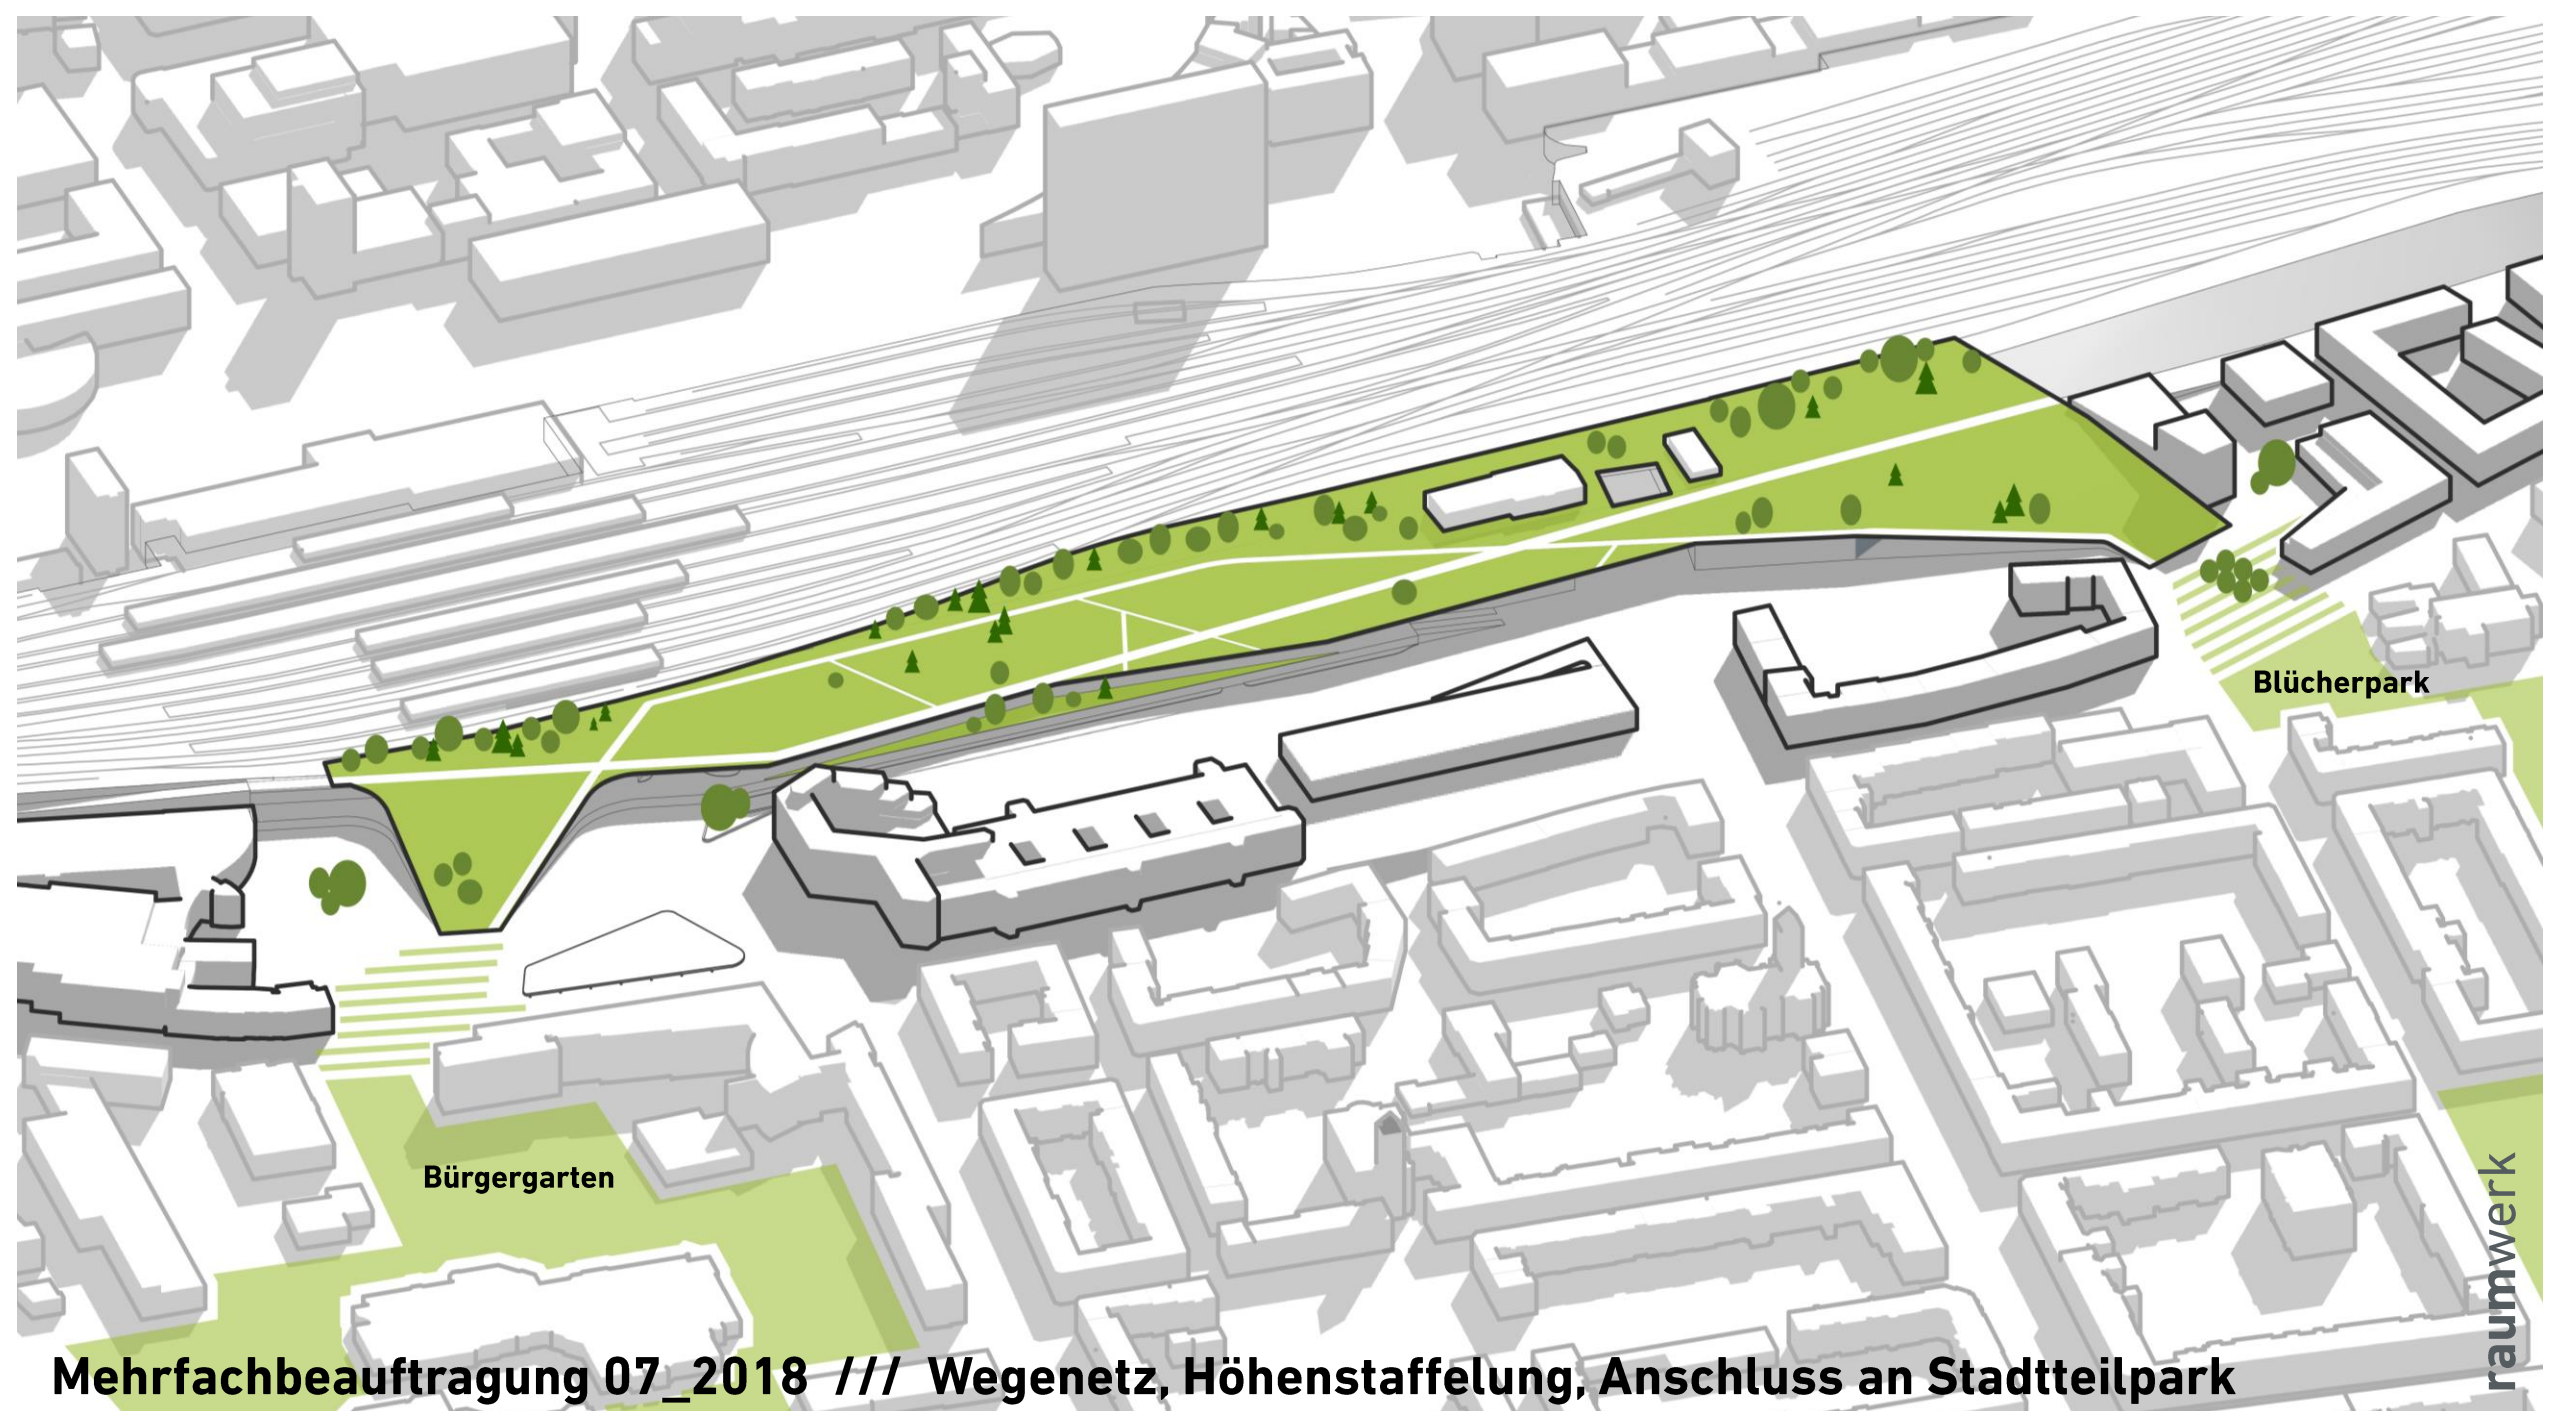 Blücherpark
Bürgergarten
raumwerk
Mehrfachbeauftragung 07_2018 /// Wegenetz, Höhenstaffelung, Anschluss an Stadtteilpark